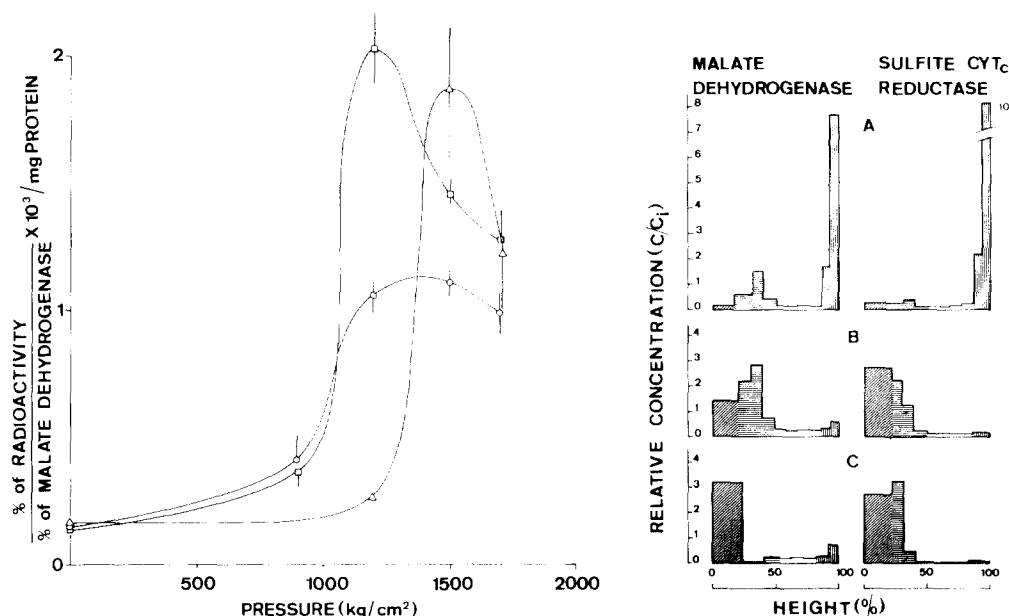 % of RADIOACTIVITY
% of MALATE DEHYDROGENASE
X 10³/mg PROTEIN
2
1
0
500
1000
1500
2000
PRESSURE (kg/cm²)
MALATE
DEHYDROGENASE
SULFITE CYTc
REDUCTASE
RELATIVE CONCENTRATION (C/Ci)
A
8
7
6
5
4
3
2
1
0
10
B
4
3
2
1
0
C
4
3
2
1
0
0
50
100
0
50
100
HEIGHT (%)